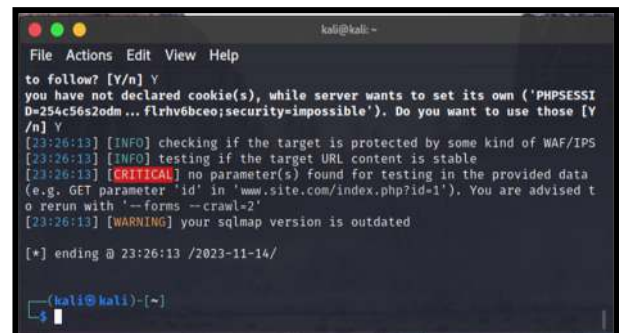 kali@kali: ~
File Actions Edit View Help
to follow? [Y/n] Y
you have not declared cookie(s), while server wants to set its own ('PHPSESSI
D=254c56s2odm ... flrhv6bceo;security=impossible'). Do you want to use those [Y
/n] Y
[23:26:13] [INFO] checking if the target is protected by some kind of WAF/IPS
[23:26:13] [INFO] testing if the target URL content is stable
[23:26:13] [CRITICAL] no parameter(s) found for testing in the provided data
(e.g. GET parameter 'id' in 'www.site.com/index.php?id=1'). You are advised t
o rerun with '--forms --crawl=2'
[23:26:13] [WARNING] your sqlmap version is outdated
[*] ending @ 23:26:13 /2023-11-14/
(kali㉿kali)-[~]
$